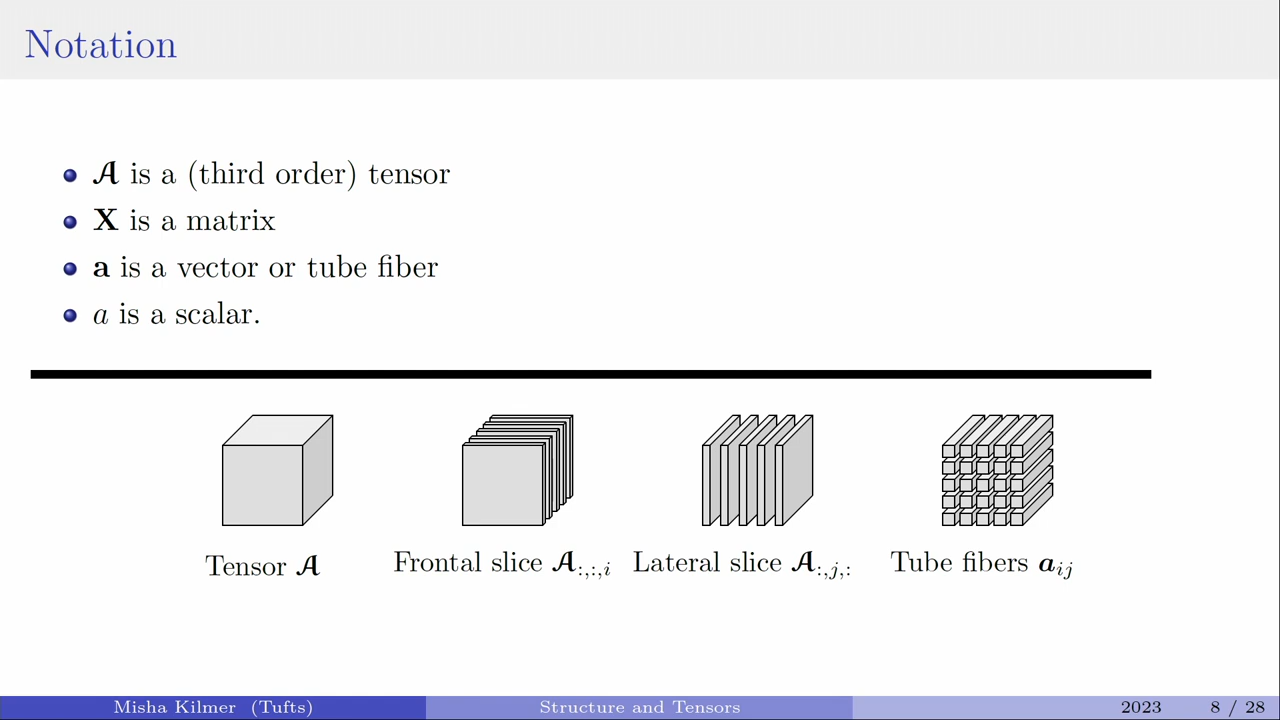 Notation
𝓐 is a (third order) tensor
𝐗 is a matrix
𝐚 is a vector or tube fiber
𝑎 is a scalar.
Tensor 𝓐
Frontal slice 𝓐:,:,i
Lateral slice 𝓐:,j,:
Tube fibers 𝒂ij
Misha Kilmer (Tufts) Structure and Tensors 2023 8 / 28